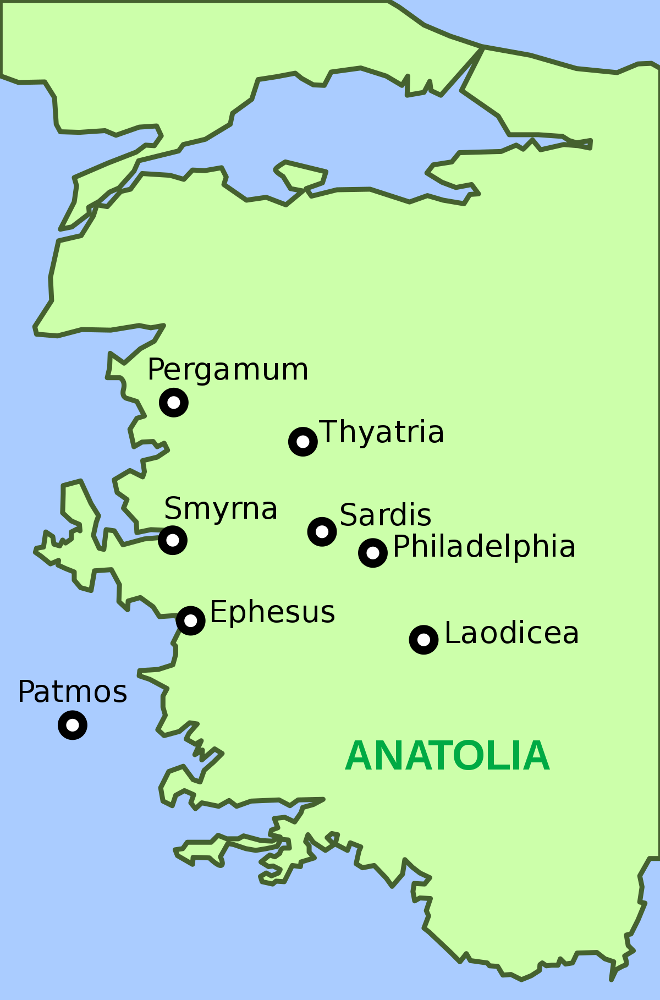 Pergamum
Thyatria
Smyrna
Sardis
Philadelphia
Ephesus
Laodicea
Patmos
ANATOLIA